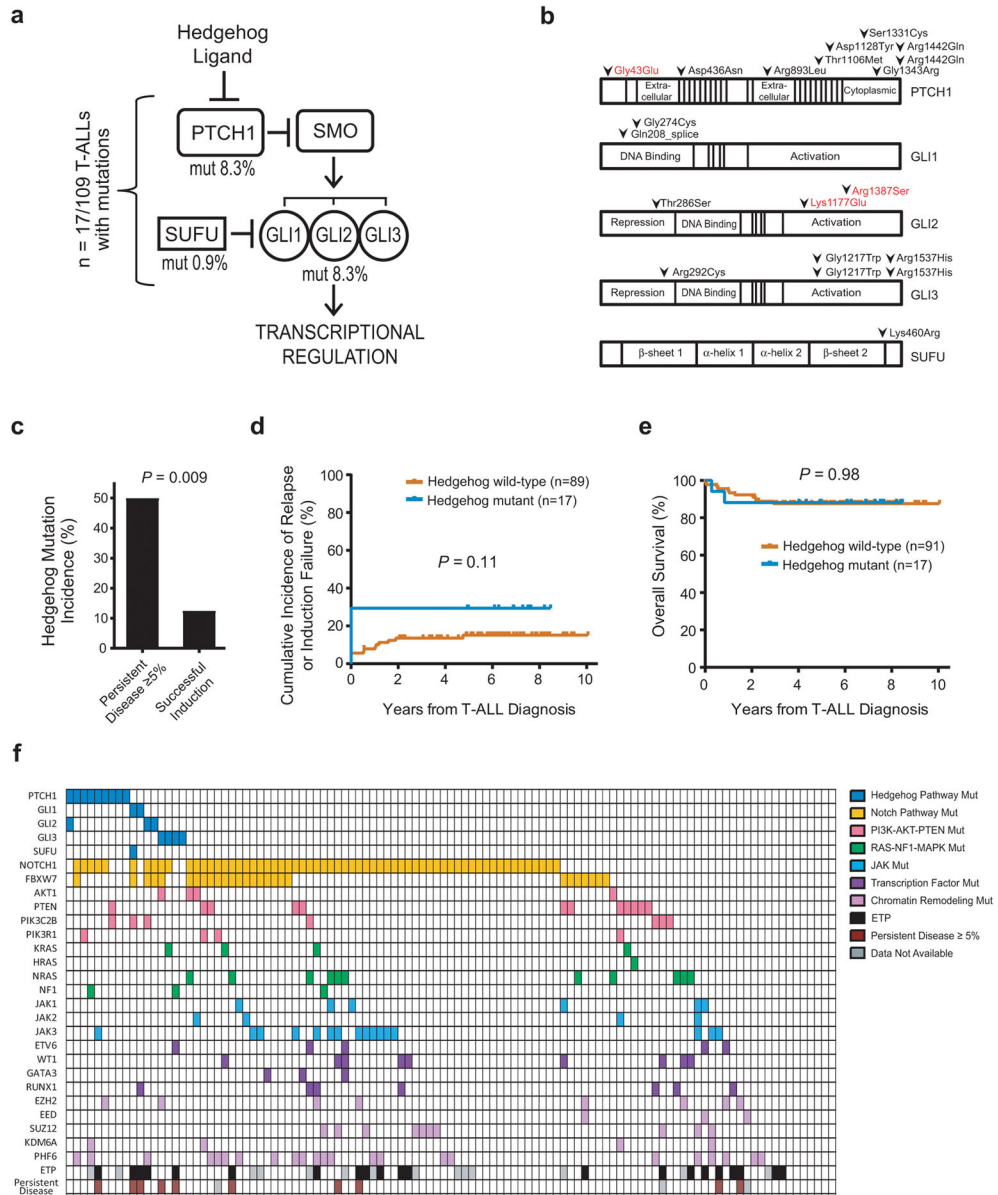 a
Hedgehog
Ligand
PTCH1
SMO
mut 8.3%
n = 17/109 T-ALLs
with mutations
SUFU
GLI1
GLI2
GLI3
mut 0.9%
mut 8.3%
TRANSCRIPTIONAL
REGULATION
b
Ser1331Cys
Asp1128Tyr
Arg1442Gln
Thr1106Met
Arg1442Gln
Gly43Glu
Asp436Asn
Arg893Leu
Gly1343Arg
Extra-
cellular
Extra-
cellular
Cytoplasmic
PTCH1
Gly274Cys
Gln208_splice
DNA Binding
Activation
GLI1
Arg1387Ser
Thr286Ser
Lys1177Glu
Repression
DNA Binding
Activation
GLI2
Gly1217Trp
Arg1537His
Arg292Cys
Gly1217Trp
Arg1537His
Repression
DNA Binding
Activation
GLI3
Lys460Arg
β-sheet 1
α-helix 1
α-helix 2
β-sheet 2
SUFU
c
P = 0.009
Hedgehog Mutation
Incidence (%)
50
40
30
20
10
0
Persistent
Disease ≥5%
Successful
Induction
d
Cumulative Incidence of Relapse
or Induction Failure (%)
100
80
60
40
20
0
Hedgehog wild-type (n=89)
Hedgehog mutant (n=17)
P = 0.11
0 2 4 6 8 10
Years from T-ALL Diagnosis
e
Overall Survival (%)
100
80
60
40
20
0
P = 0.98
Hedgehog wild-type (n=91)
Hedgehog mutant (n=17)
0 2 4 6 8 10
Years from T-ALL Diagnosis
f
PTCH1
GLI1
GLI2
GLI3
SUFU
NOTCH1
FBXW7
AKT1
PTEN
PIK3C2B
PIK3R1
KRAS
HRAS
NRAS
NF1
JAK1
JAK2
JAK3
ETV6
WT1
GATA3
RUNX1
EZH2
EED
SUZ12
KDM6A
PHF6
ETP
Persistent
Disease
Hedgehog Pathway Mut
Notch Pathway Mut
PI3K-AKT-PTEN Mut
RAS-NF1-MAPK Mut
JAK Mut
Transcription Factor Mut
Chromatin Remodeling Mut
ETP
Persistent Disease ≥ 5%
Data Not Available